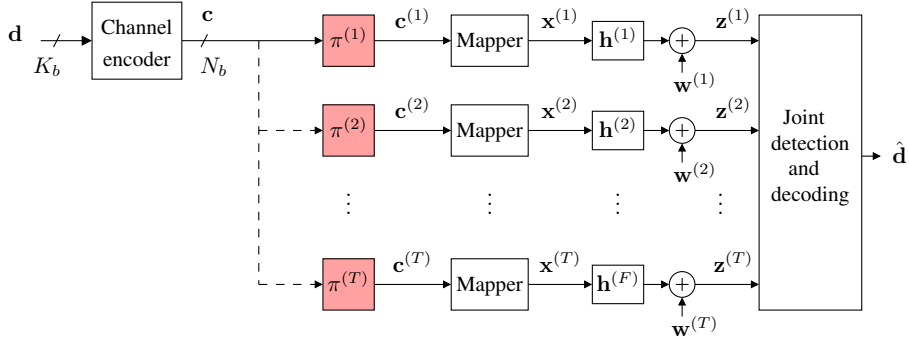 d
K_b
Channel
encoder
c
N_b
π^(1)
c^(1)
Mapper
x^(1)
h^(1)
+
w^(1)
z^(1)
π^(2)
c^(2)
Mapper
x^(2)
h^(2)
+
w^(2)
z^(2)
⋮ ⋮ ⋮ ⋮
π^(T)
c^(T)
Mapper
x^(T)
h^(F)
+
w^(T)
z^(T)
Joint
detection
and
decoding
d̂